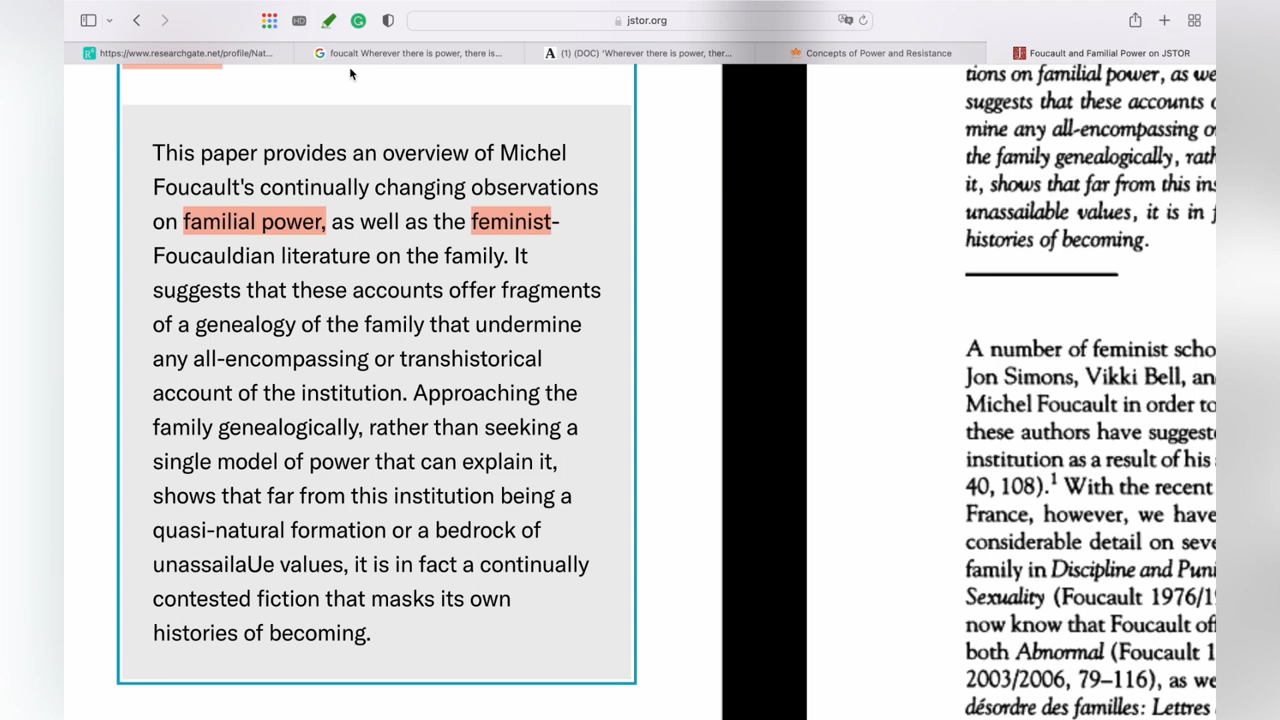 HD
jstor.org
https://www.researchgate.net/profile/Nat...
foucalt Wherever there is power, there is...
(1) (DOC) 'Wherever there is power, ther...
Concepts of Power and Resistance
Foucault and Familial Power on JSTOR
This paper provides an overview of Michel
Foucault's continually changing observations
on familial power, as well as the feminist-
Foucauldian literature on the family. It
suggests that these accounts offer fragments
of a genealogy of the family that undermine
any all-encompassing or transhistorical
account of the institution. Approaching the
family genealogically, rather than seeking a
single model of power that can explain it,
shows that far from this institution being a
quasi-natural formation or a bedrock of
unassailaUe values, it is in fact a continually
contested fiction that masks its own
histories of becoming.
tions on familial power, as we
suggests that these accounts
mine any all-encompassing
the family genealogically, rath
it, shows that far from this ins
unassailable values, it is in
histories of becoming.
A number of feminist scho
Jon Simons, Vikki Bell, an
Michel Foucault in order to
these authors have suggest
institution as a result of his
40, 108).¹ With the recent
France, however, we have
considerable detail on seve
family in Discipline and Puni
Sexuality (Foucault 1976/1
now know that Foucault of
both Abnormal (Foucault 1
2003/2006, 79–116), as we
désordre des familles: Lettres